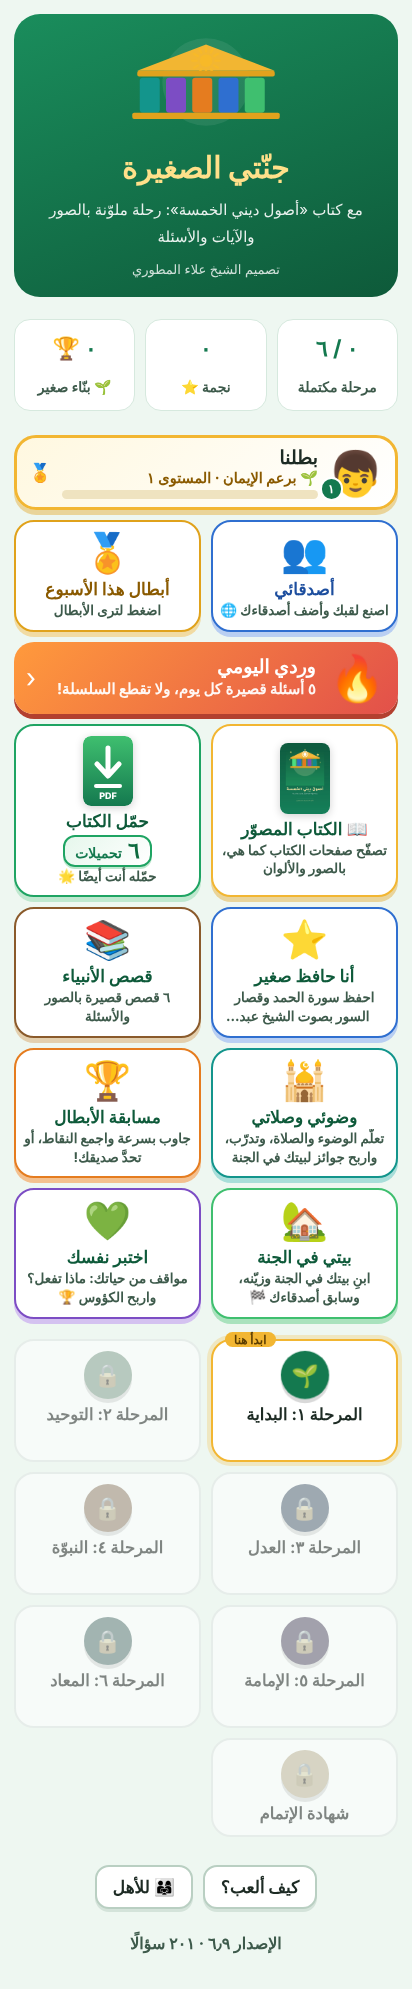 جنّتي الصغيرة
مع كتاب «أصول ديني الخمسة»: رحلة ملوّنة بالصور
والآيات والأسئلة
تصميم الشيخ علاء المطوري
٠ / ٦
مرحلة مكتملة
٠
نجمة ⭐
٠ 🏆
🌱 بنّاء صغير
بطلنا
🌱 برعم الإيمان · المستوى ١
١
أصدقائي
اصنع لقبك وأضف أصدقاءك 🌐
أبطال هذا الأسبوع
اضغط لترى الأبطال
وردي اليومي
٥ أسئلة قصيرة كل يوم، ولا تقطع السلسلة!
📖 الكتاب المصوّر
تصفّح صفحات الكتاب كما هي،
بالصور والألوان
PDF
حمّل الكتاب
٦ تحميلات
حمّله أنت أيضًا 🌟
أنا حافظ صغير
احفظ سورة الحمد وقصار
السور بصوت الشيخ عبد...
قصص الأنبياء
٦ قصص قصيرة بالصور
والأسئلة
وضوئي وصلاتي
تعلّم الوضوء والصلاة، وتدرّب،
واربح جوائز لبيتك في الجنة
مسابقة الأبطال
جاوب بسرعة واجمع النقاط، أو
تحدَّ صديقك!
بيتي في الجنة
ابنِ بيتك في الجنة وزيّنه،
وسابق أصدقاءك 🏁
اختبر نفسك
مواقف من حياتك: ماذا تفعل؟
واربح الكؤوس 🏆
ابدأ هنا
المرحلة ١: البداية
المرحلة ٢: التوحيد
المرحلة ٣: العدل
المرحلة ٤: النبوّة
المرحلة ٥: الإمامة
المرحلة ٦: المعاد
شهادة الإتمام
كيف ألعب؟
👨‍👩‍👧‍👦 للأهل
الإصدار ٦٫٩ · ٢٠١ سؤالًا